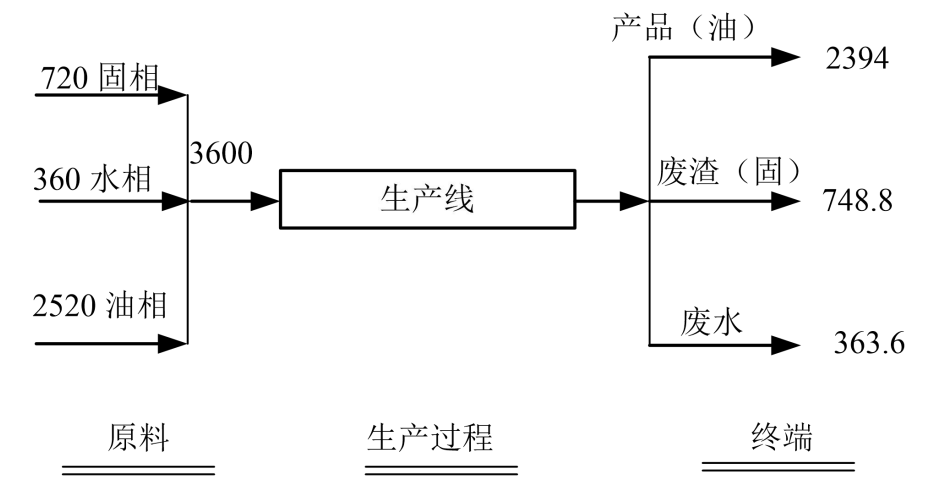 产品（油）
2394
720 固相
3600
360 水相
生产线
废渣（固）
748.8
2520 油相
废水
363.6
原料
生产过程
终端